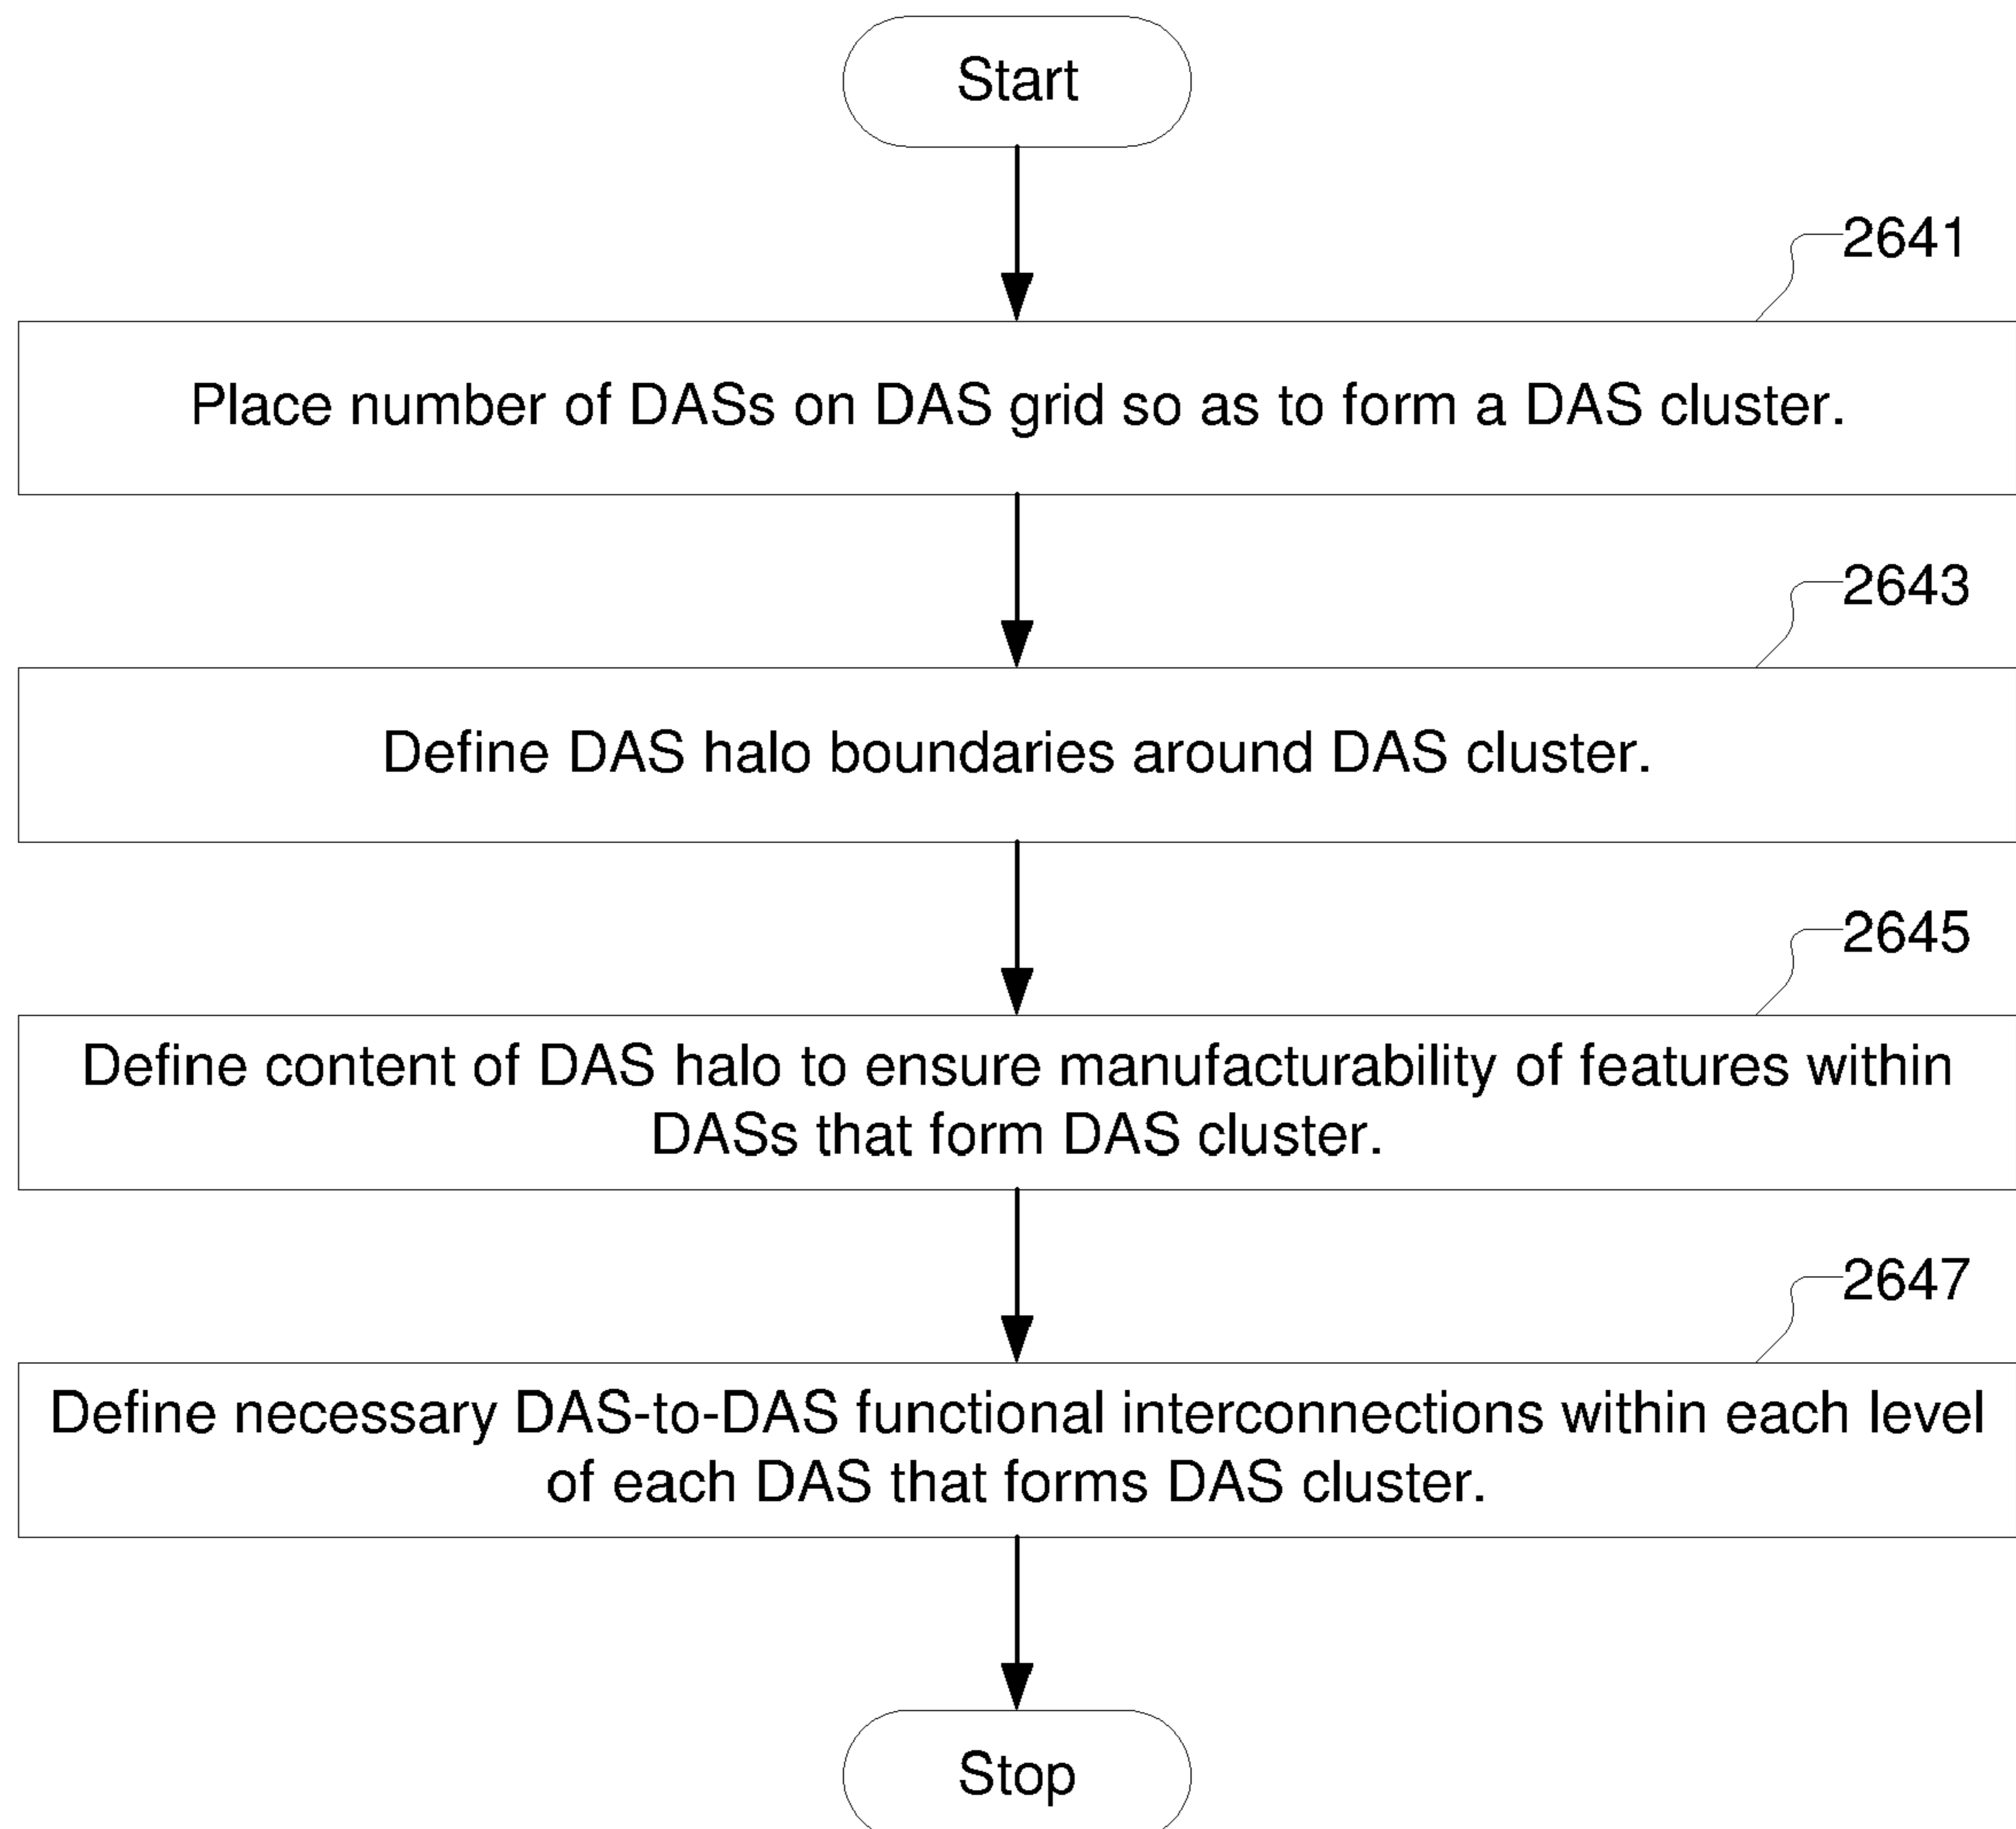 Start
2641
Place number of DASs on DAS grid so as to form a DAS cluster.
2643
Define DAS halo boundaries around DAS cluster.
2645
Define content of DAS halo to ensure manufacturability of features within
DASs that form DAS cluster.
2647
Define necessary DAS-to-DAS functional interconnections within each level
of each DAS that forms DAS cluster.
Stop